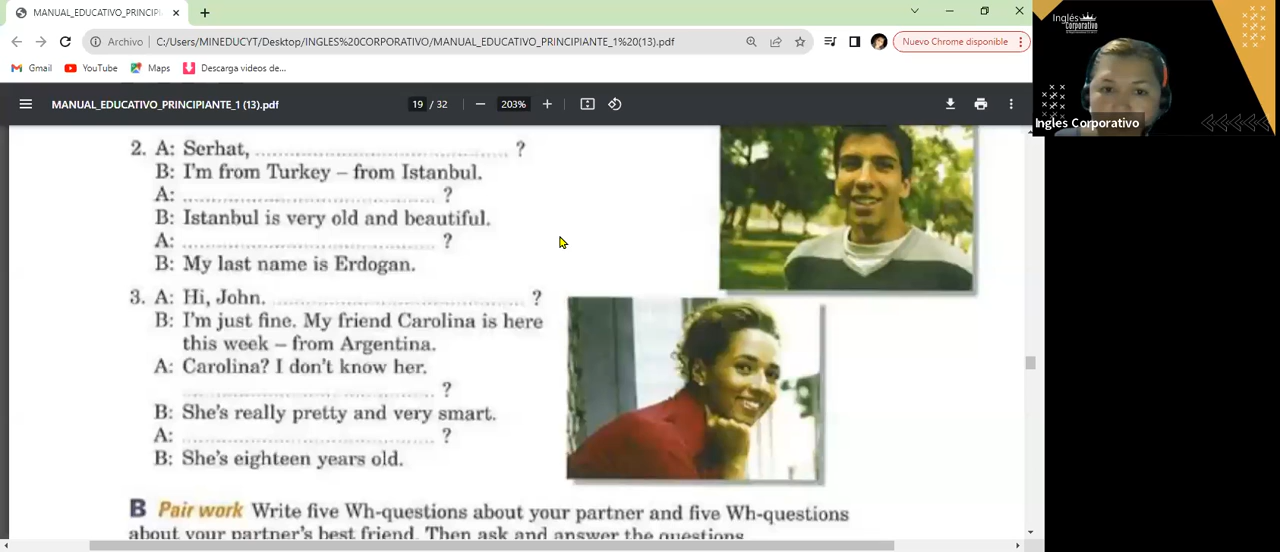 MANUAL_EDUCATIVO_PRINCIPI
Archivo C:/Users/MINEDUCYT/Desktop/INGLES%20CORPORATIVO/MANUAL_EDUCATIVO_PRINCIPIANTE_1%20(13).pdf
Nuevo Chrome disponible
Gmail YouTube Maps Descarga videos de...
MANUAL_EDUCATIVO_PRINCIPIANTE_1 (13).pdf 19 / 32 203%
Inglés
Corporativo
Ingles Corporativo
2. A: Serhat, ?
B: I'm from Turkey – from Istanbul.
A: ?
B: Istanbul is very old and beautiful.
A: ?
B: My last name is Erdogan.
3. A: Hi, John. ?
B: I'm just fine. My friend Carolina is here
this week – from Argentina.
A: Carolina? I don't know her.
?
B: She's really pretty and very smart.
A: ?
B: She's eighteen years old.
B Pair work Write five Wh-questions about your partner and five Wh-questions
about your partner's best friend. Then ask and answer the questions.